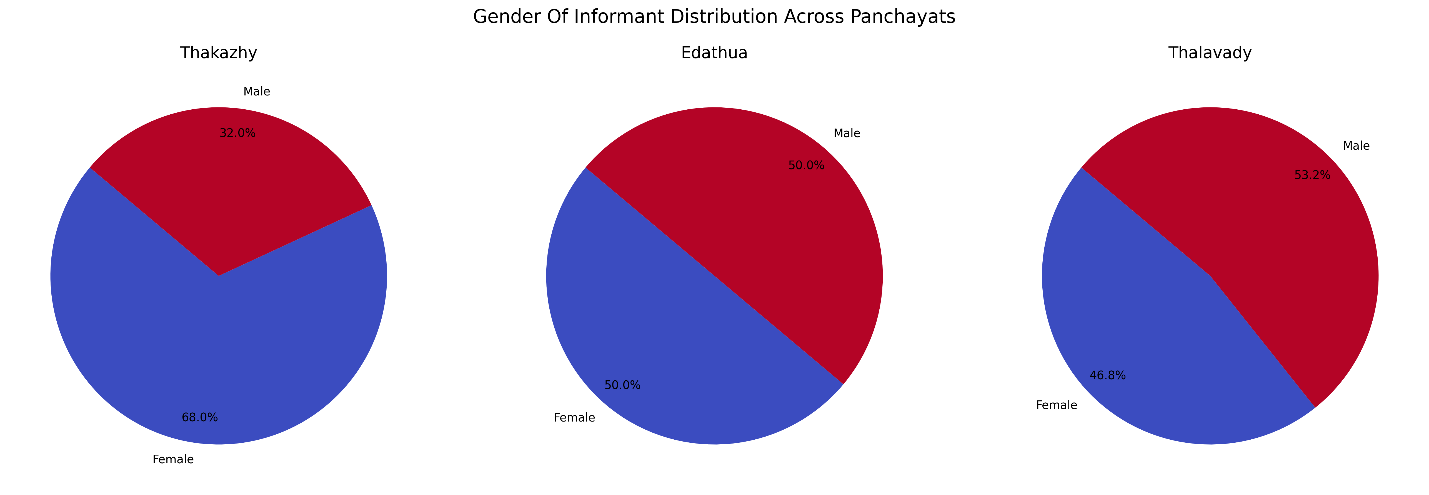 Gender Of Informant Distribution Across Panchayats
Thakazhy
Male
32.0%
68.0%
Female
Edathua
Male
50.0%
50.0%
Female
Thalavady
Male
53.2%
46.8%
Female